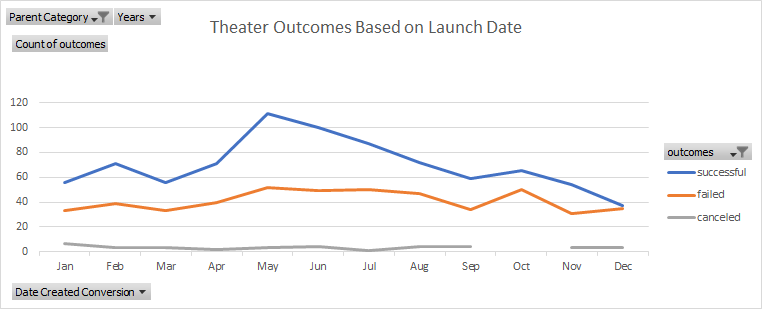 Parent Category Years
Theater Outcomes Based on Launch Date
Count of outcomes
120
100
80
60
40
20
0
Jan Feb Mar Apr May Jun Jul Aug Sep Oct Nov Dec
outcomes
successful
failed
canceled
Date Created Conversion